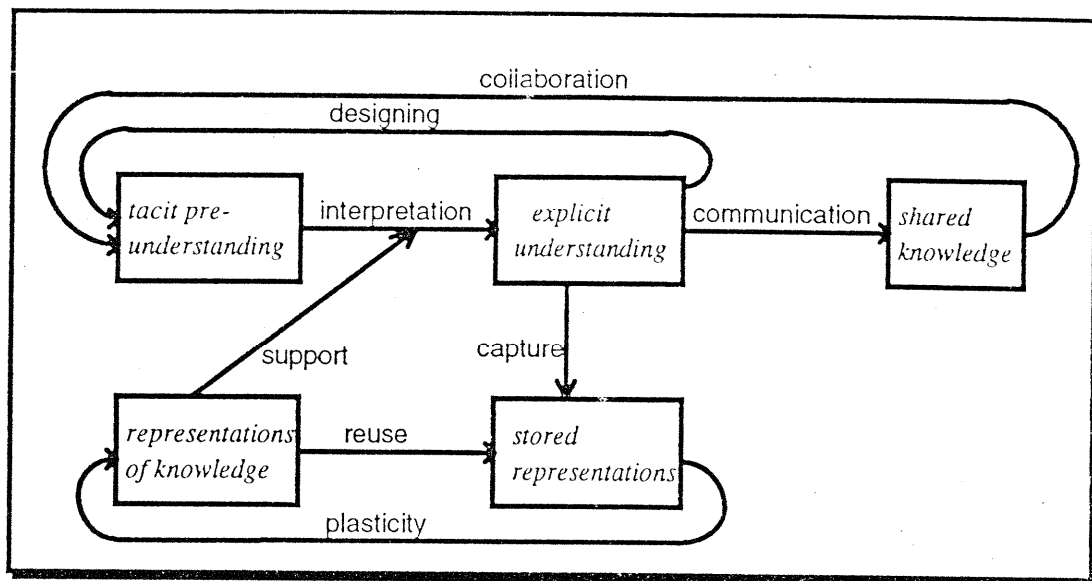 collaboration
designing
tacit pre-
understanding
interpretation
explicit
understanding
communication
shared
knowledge
support
capture
representations
of knowledge
reuse
stored
representations
plasticity